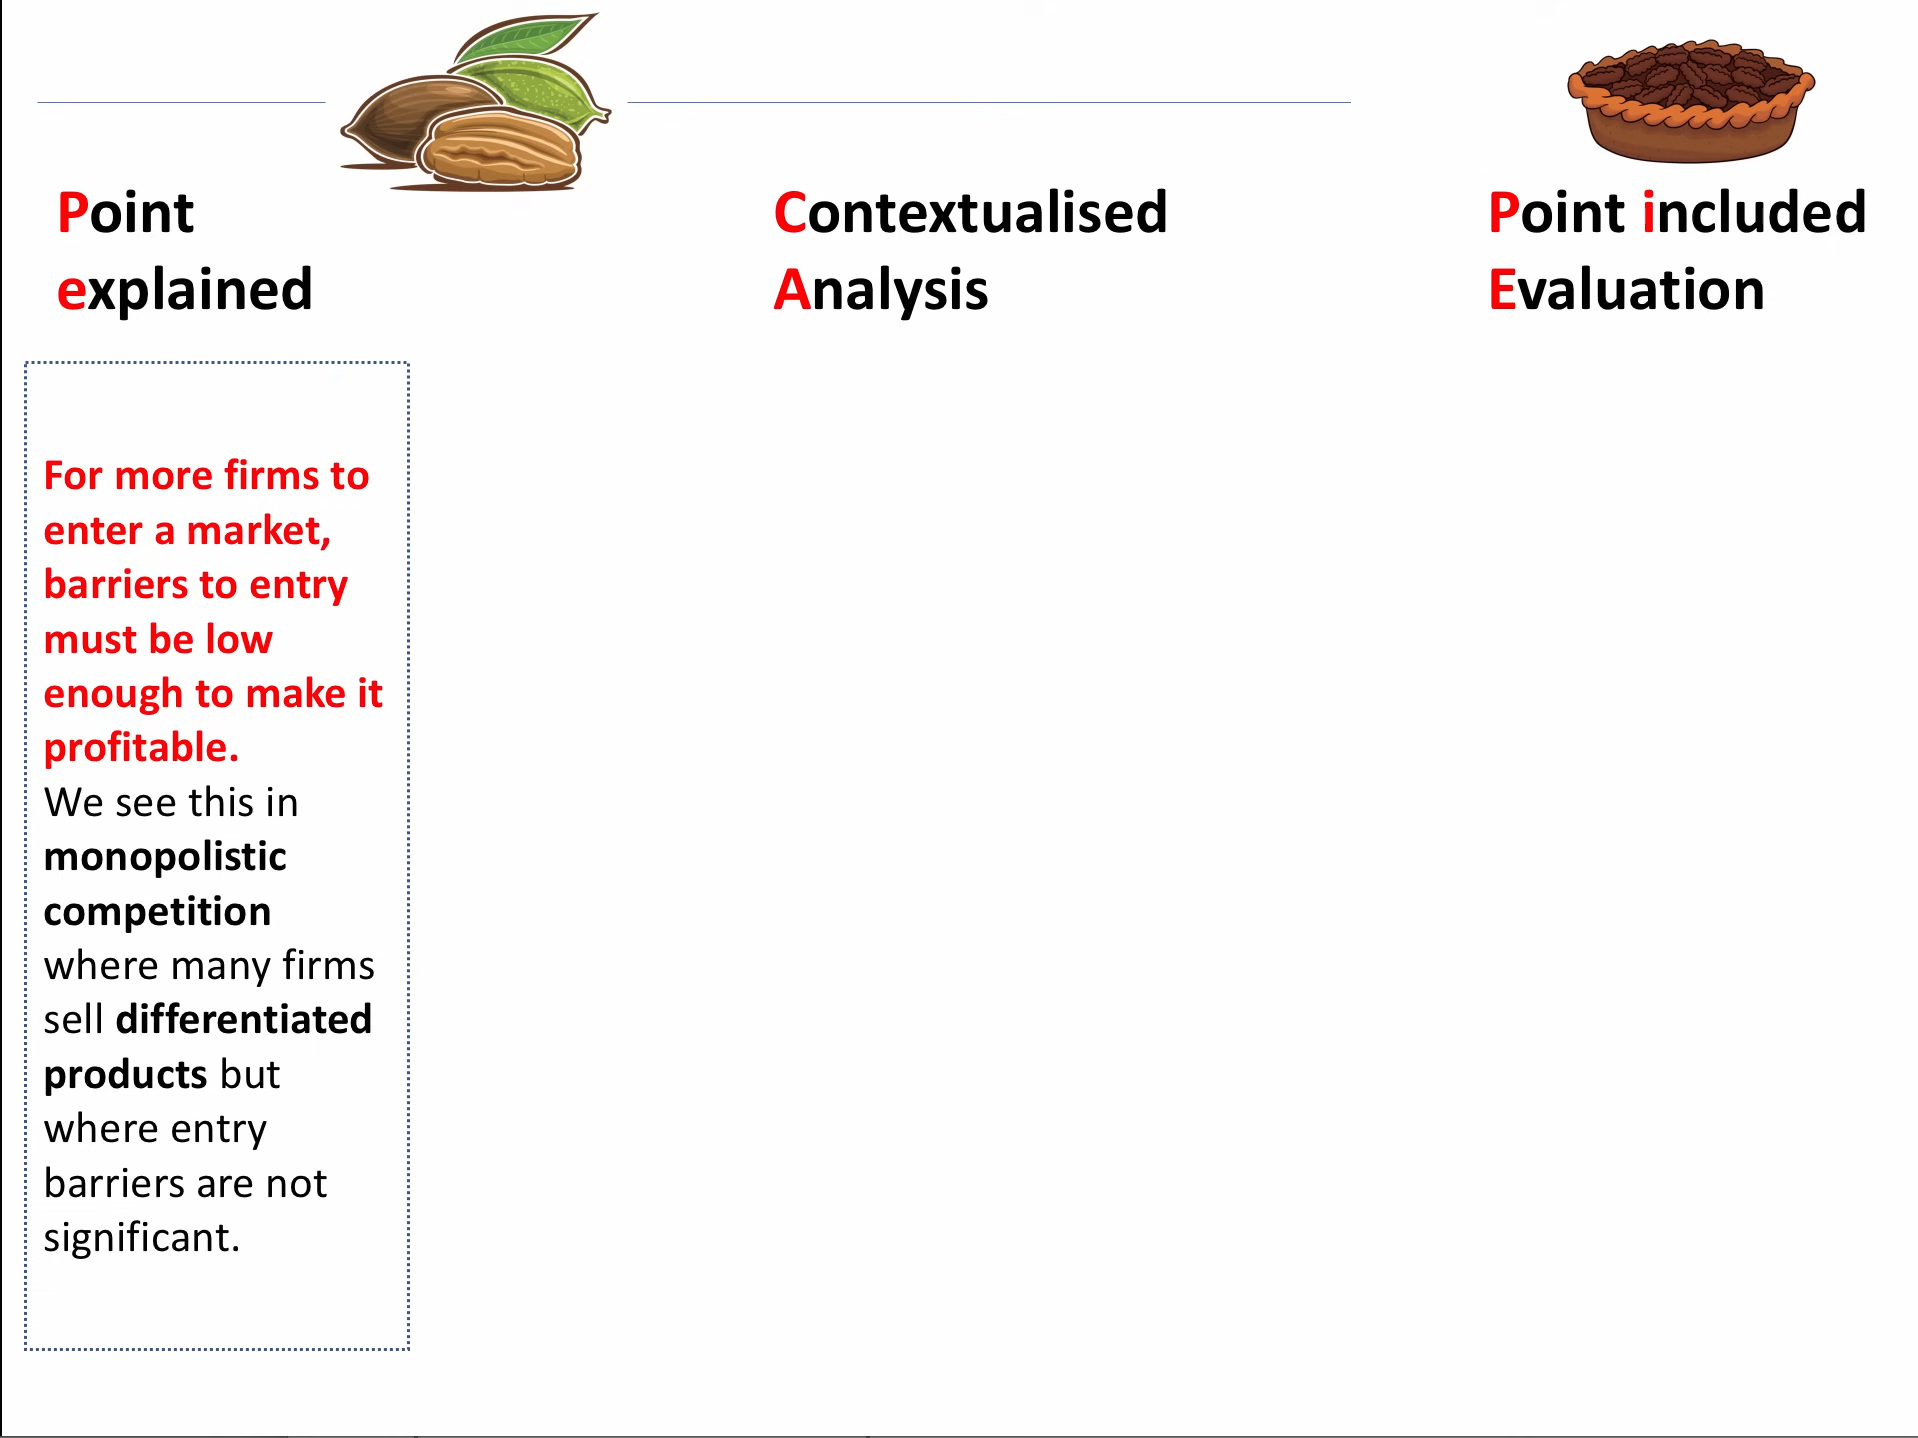 Point
explained
Contextualised
Analysis
Point included
Evaluation
For more firms to
enter a market,
barriers to entry
must be low
enough to make it
profitable.
We see this in
monopolistic
competition
where many firms
sell differentiated
products but
where entry
barriers are not
significant.